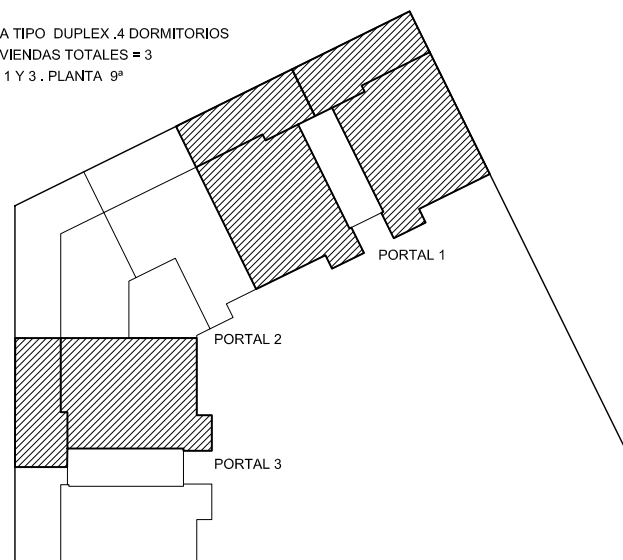 A TIPO DUPLEX .4 DORMITORIOS
VIENDAS TOTALES = 3
1 Y 3 . PLANTA 9ª
PORTAL 1
PORTAL 2
PORTAL 3